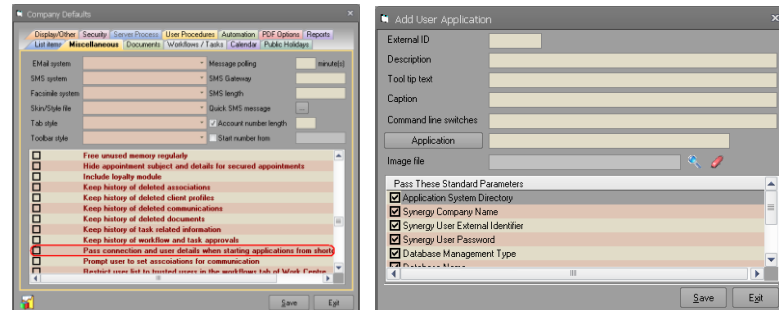 Company Defaults
Display/Other Security Server Process User Procedures Automation PDF Options Reports
List items Miscellaneous Documents Workflows / Tasks Calendar Public Holidays
EMail system
Message polling minute(s)
SMS system
SMS Gateway
Facsimile system
SMS length
Skin/Style file
Quick SMS message ...
Tab style
Account number length
Toolbar style
Start number from
Free unused memory regularly
Hide appointment subject and details for secured appointments
Include loyalty module
Keep history of deleted associations
Keep history of deleted client profiles
Keep history of deleted communications
Keep history of deleted documents
Keep history of task related information
Keep history of workflow and task approvals
Pass connection and user details when starting applications from shortc
Prompt user to set asscoiations for communication
Restrict user list to trusted users in the workflows tab of Work Centre
Save Exit
Add User Application
External ID
Description
Tool tip text
Caption
Command line switches
Application
Image file
Pass These Standard Parameters
Application System Directory
Synergy Company Name
Synergy User External Identifier
Synergy User Password
Database Management Type
Database Name
Save Exit